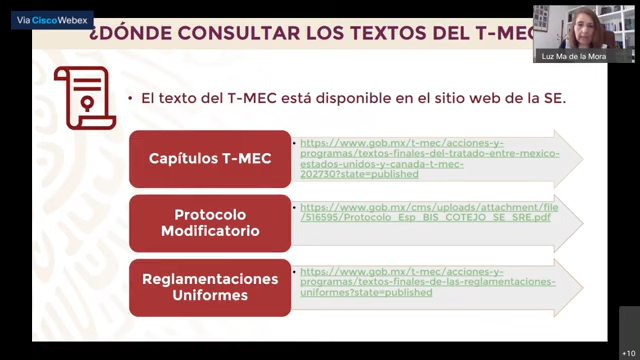 Via Cisco Webex
¿DÓNDE CONSULTAR LOS TEXTOS DEL T-MEC
Luz Ma de la Mora
• El texto del T-MEC está disponible en el sitio web de la SE.
Capítulos T-MEC
• https://www.gob.mx/t-mec/acciones-y-
programas/textos-finales-del-tratado-entre-mexico-
estados-unidos-y-canada-t-mec-
202730?state=published
Protocolo
Modificatorio
• https://www.gob.mx/cms/uploads/attachment/file
/516595/Protocolo_Esp_BIS_COTEJO_SE_SRE.pdf
Reglamentaciones
Uniformes
• https://www.gob.mx/t-mec/acciones-y-
programas/textos-finales-de-las-reglamentaciones-
uniformes?state=published
+10